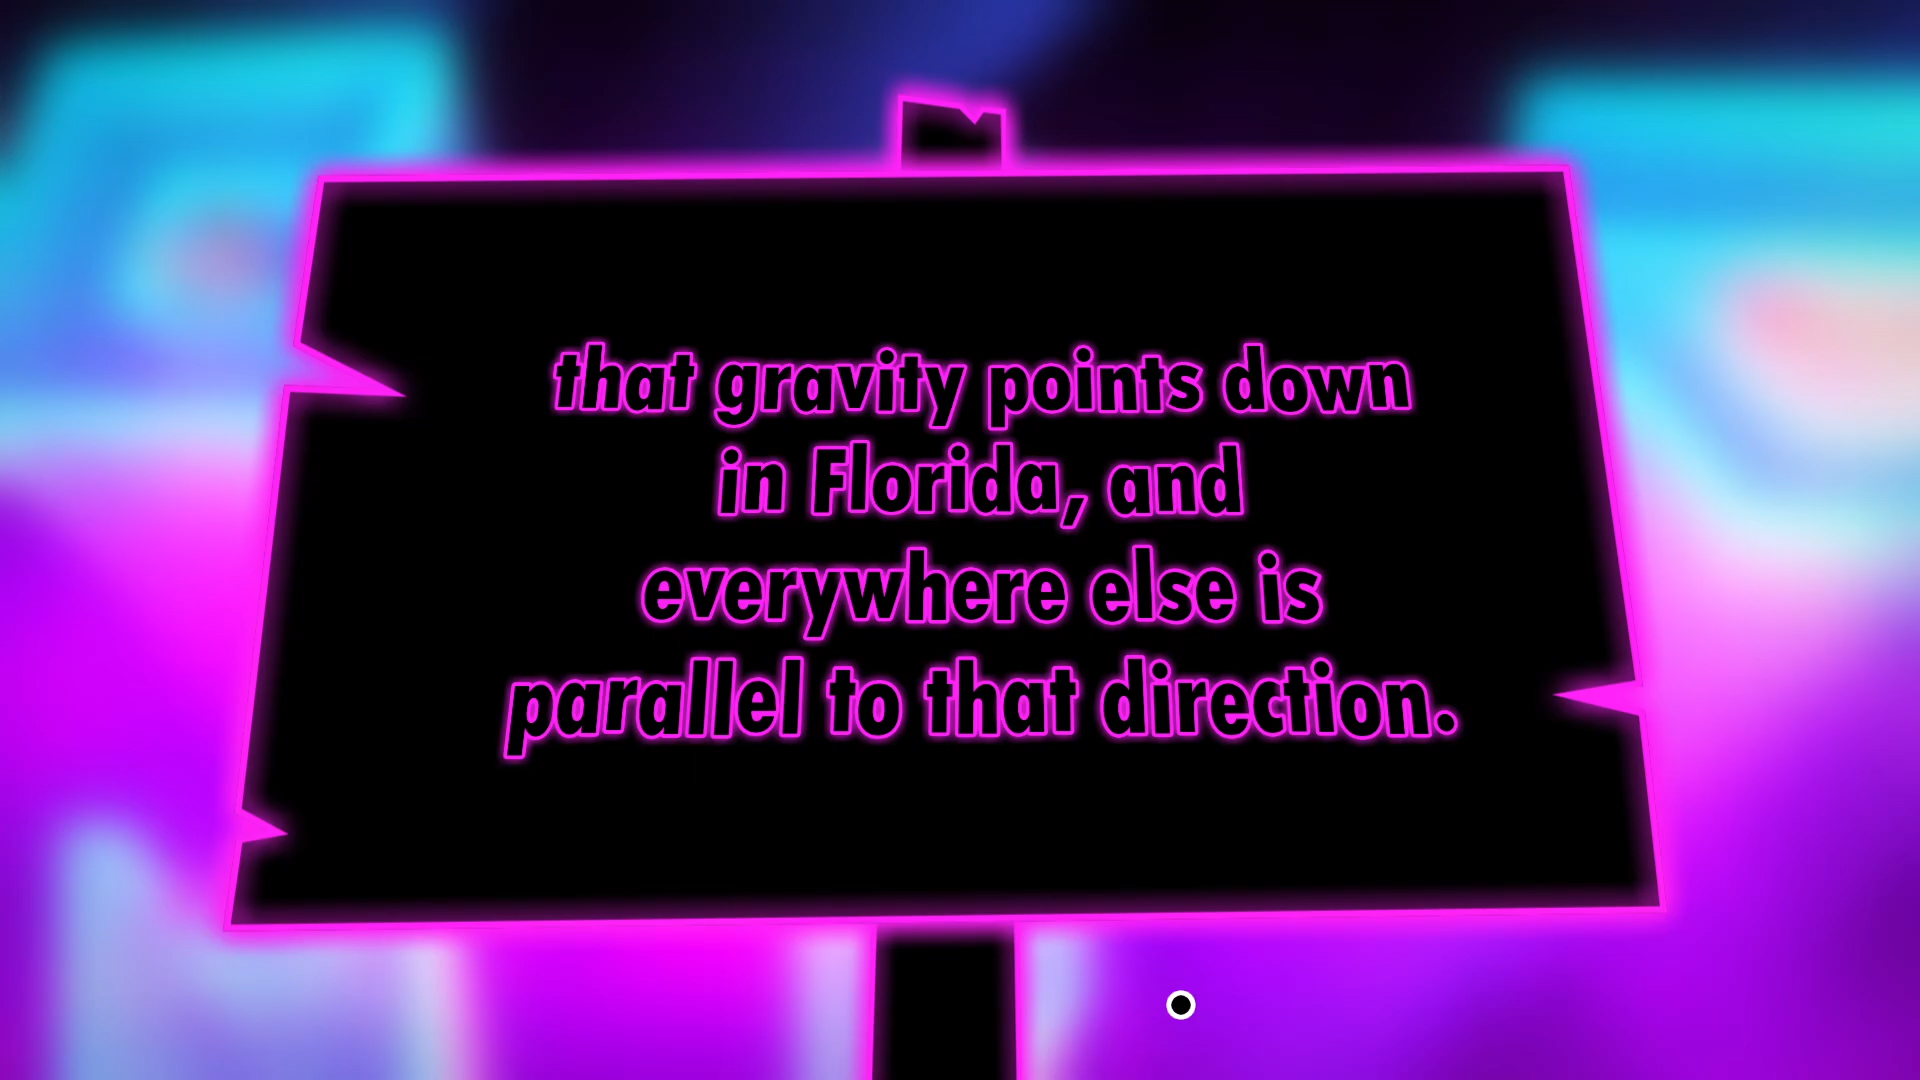 that gravity points down
in Florida, and
everywhere else is
parallel to that direction.